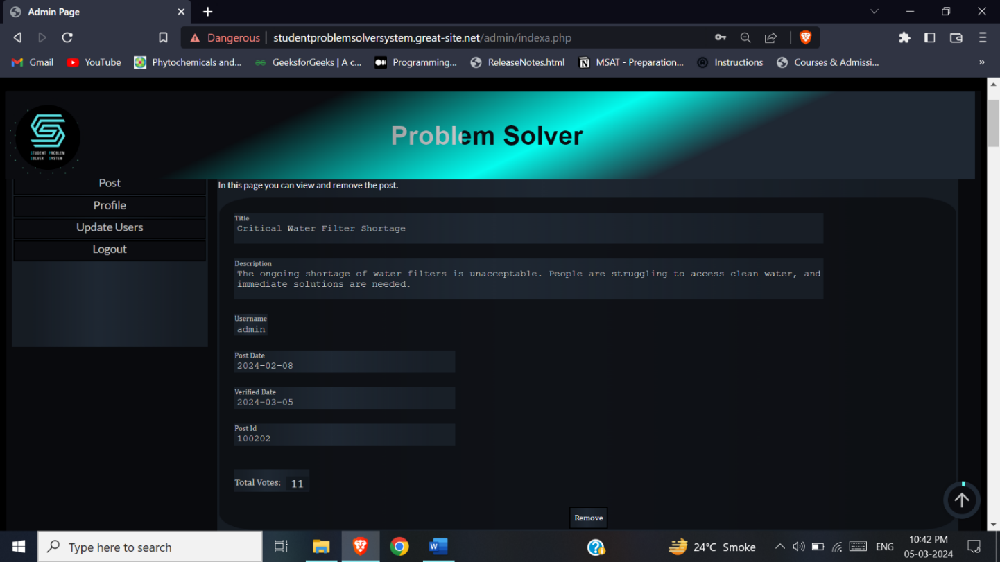 Admin Page
Dangerous studentproblemsolversystem.great-site.net/admin/indexa.php
Gmail YouTube Phytochemicals and... GeeksforGeeks | A c... Programming... ReleaseNotes.html MSAT - Preparation... Instructions Courses & Admissi... »
STUDENT PROBLEM
SOLVER SYSTEM
Problem Solver
Post
Profile
Update Users
Logout
In this page you can view and remove the post.
Title
Critical Water Filter Shortage
Description
The ongoing shortage of water filters is unacceptable. People are struggling to access clean water, and
immediate solutions are needed.
Username
admin
Post Date
2024-02-08
Verified Date
2024-03-05
Post Id
100202
Total Votes: 11
Remove
Type here to search
24°C Smoke
ENG
10:42 PM
05-03-2024